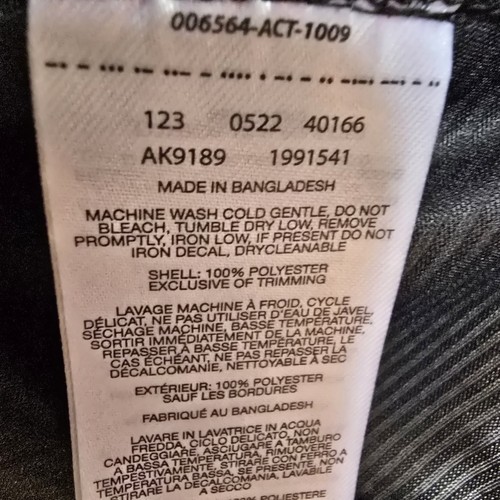 006564-ACT-1009
123 0522 40166
AK9189 1991541
MADE IN BANGLADESH
MACHINE WASH COLD GENTLE, DO NOT
BLEACH, TUMBLE DRY LOW, REMOVE
PROMPTLY, IRON LOW, IF PRESENT DO NOT
IRON DECAL, DRYCLEANABLE
SHELL: 100% POLYESTER
EXCLUSIVE OF TRIMMING
LAVAGE MACHINE À FROID, CYCLE
DÉLICAT, NE PAS UTILISER D'EAU DE JAVEL,
SÉCHAGE MACHINE, BASSE TEMPÉRATURE,
SORTIR IMMÉDIATEMENT DE LA MACHINE,
REPASSER À BASSE TEMPÉRATURE, LE
CAS ÉCHÉANT, NE PAS REPASSER LA
DÉCALCOMANIE, NETTOYABLE À SEC
EXTÉRIEUR: 100% POLYESTER
SAUF LES BORDURES
FABRIQUÉ AU BANGLADESH
LAVARE IN LAVATRICE IN ACQUA
FREDDA, CICLO DELICATO, NON
CANDEGGIARE, ASCIUGARE A TAMBURO
A BASSA TEMPERATURA, RIMUOVERE
TEMPESTIVAMENTE, STIRARE CON FERRO A
TEMPERATURA BASSA, SE PRESENTE, NON
STIRARE LA DECALCOMANIA, LAVABILE
A SECCO
100% POLIESTERE